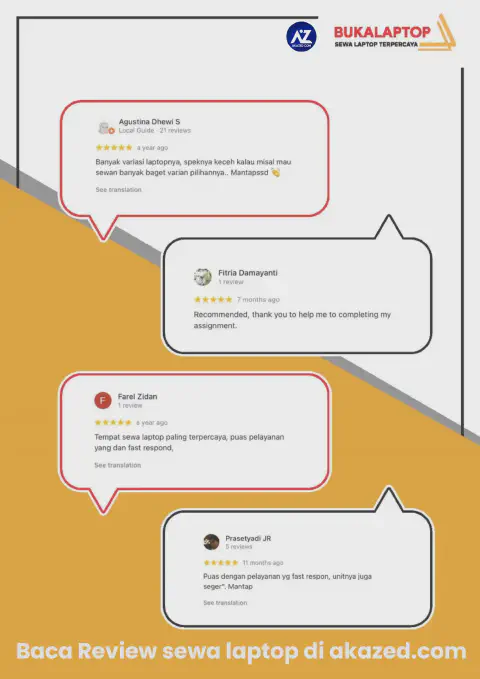 AZ
AKAZED.COM
BUKALAPTOP
SEWA LAPTOP TERPERCAYA
Agustina Dhewi S
Local Guide · 21 reviews
a year ago
Banyak variasi laptopnya, speknya keceh kalau misal mau
sewan banyak baget varian pilihannya.. Mantapssd 👏
See translation
Fitria Damayanti
1 review
7 months ago
Recommended, thank you to help me to completing my
assignment.
F
Farel Zidan
1 review
a year ago
Tempat sewa laptop paling terpercaya, puas pelayanan
yang dan fast respond,
See translation
Prasetyadi JR
5 reviews
11 months ago
Puas dengan pelayanan yg fast respon, unitnya juga
seger". Mantap
See translation
Baca Review sewa laptop di akazed.com